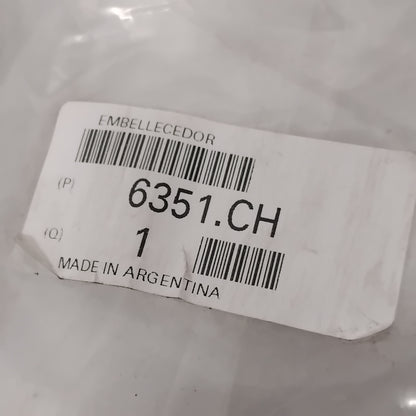 EMBELLECEDOR
(P) 6351.CH
(Q) 1
MADE IN ARGENTINA